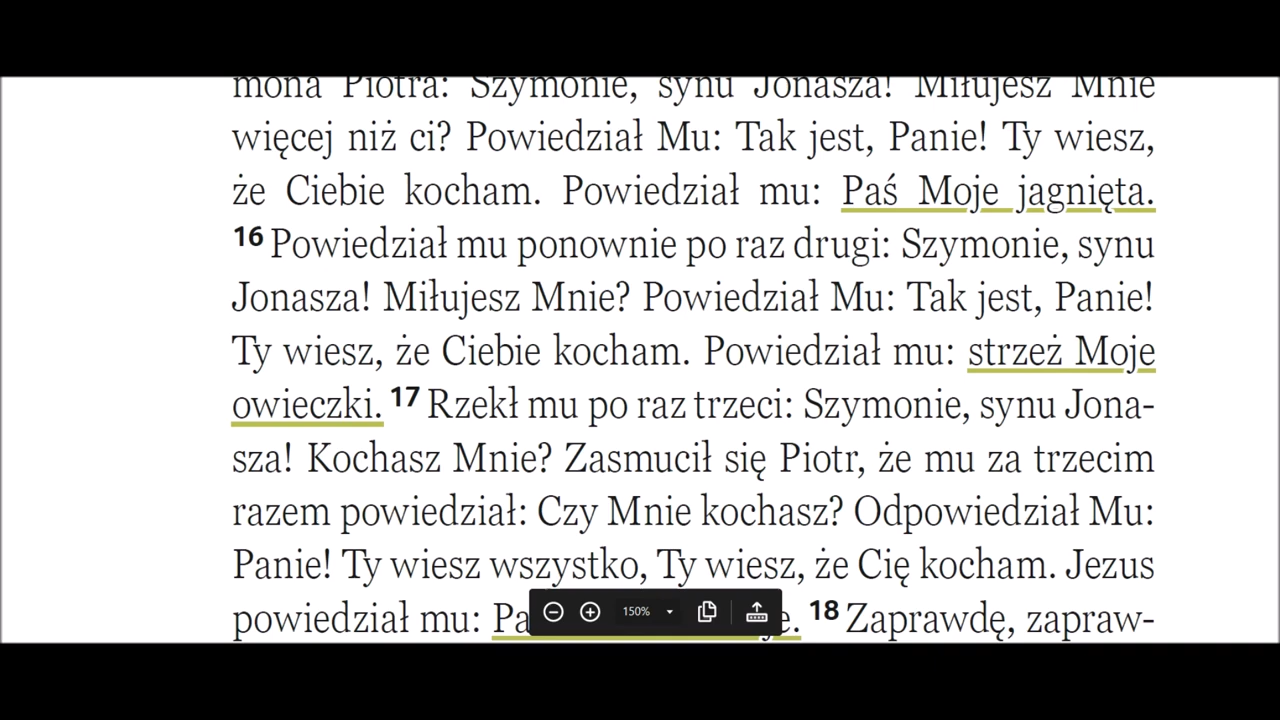 mona Piotra: Szymonie, synu Jonasza! Miłujesz Mnie
więcej niż ci? Powiedział Mu: Tak jest, Panie! Ty wiesz,
że Ciebie kocham. Powiedział mu: Paś Moje jagnięta.
16 Powiedział mu ponownie po raz drugi: Szymonie, synu
Jonasza! Miłujesz Mnie? Powiedział Mu: Tak jest, Panie!
Ty wiesz, że Ciebie kocham. Powiedział mu: strzeż Moje
owieczki. 17 Rzekł mu po raz trzeci: Szymonie, synu Jona-
sza! Kochasz Mnie? Zasmucił się Piotr, że mu za trzecim
razem powiedział: Czy Mnie kochasz? Odpowiedział Mu:
Panie! Ty wiesz wszystko, Ty wiesz, że Cię kocham. Jezus
powiedział mu: 18 Zaprawdę, zapraw-
150%